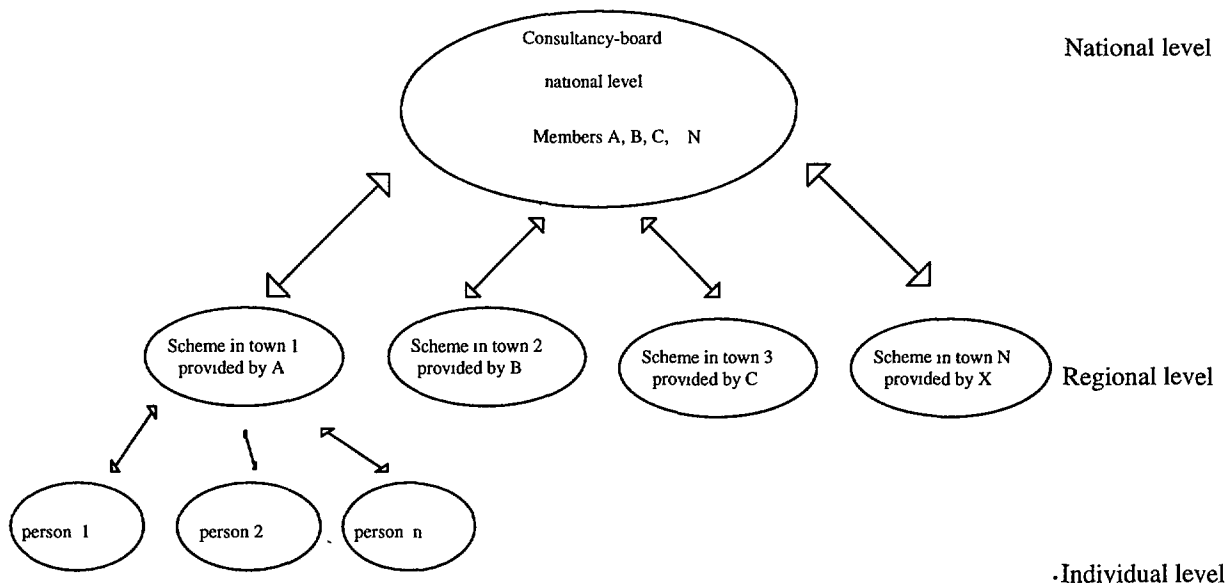 Consultancy-board
national level
Members A, B, C, N
National level
Scheme in town 1
provided by A
Scheme in town 2
provided by B
Scheme in town 3
provided by C
Scheme in town N
provided by X
Regional level
person 1
person 2
person n
Individual level